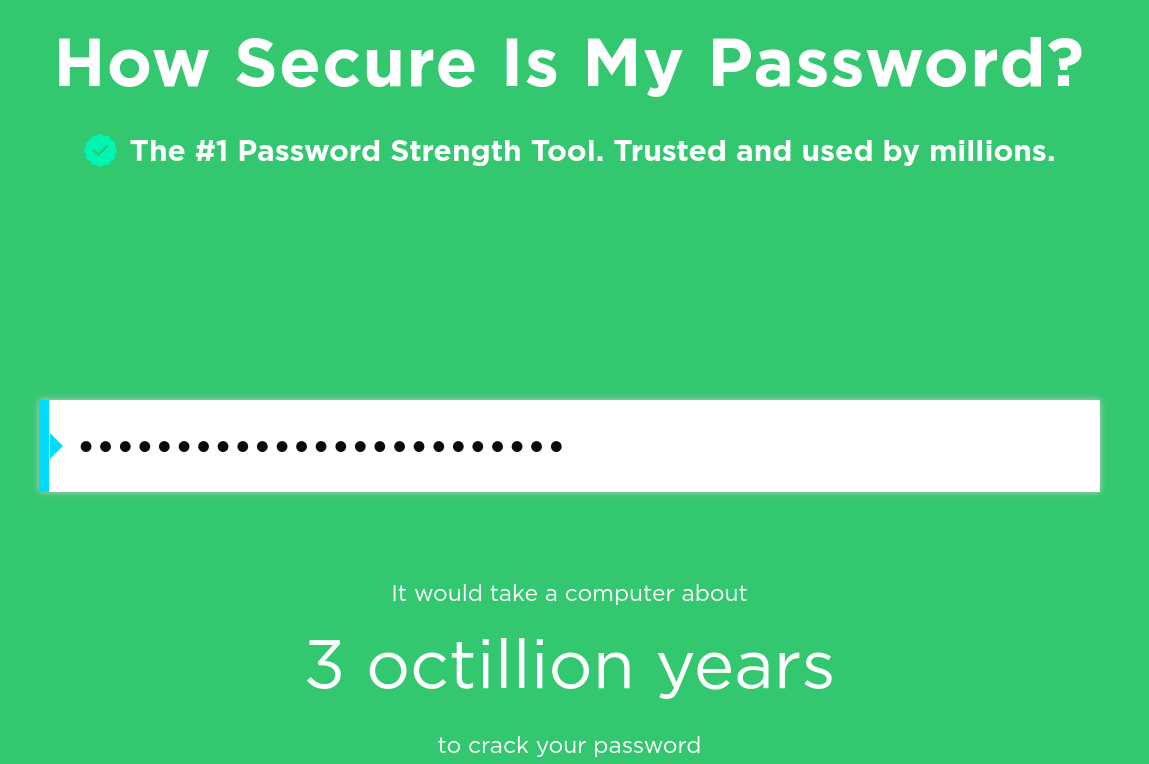 How Secure Is My Password?
The #1 Password Strength Tool. Trusted and used by millions.
•••••••••••••••••••••••••
It would take a computer about
3 octillion years
to crack your password